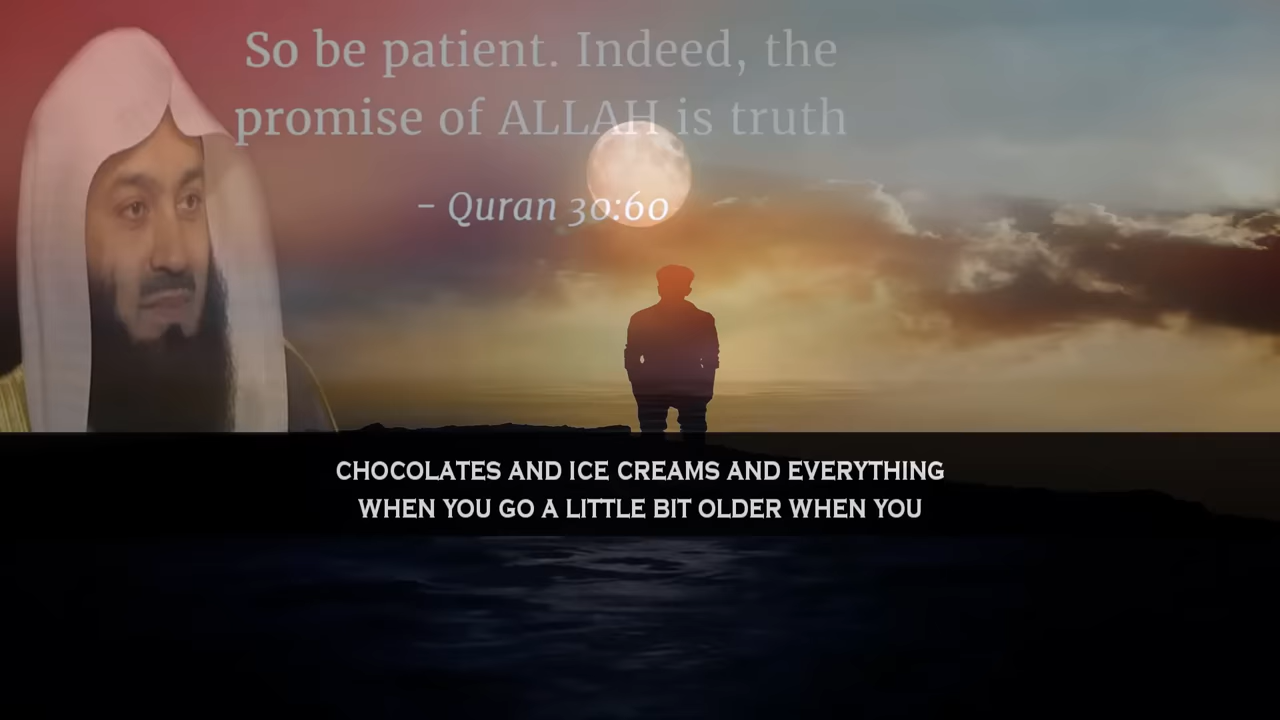 So be patient. Indeed, the
promise of ALLAH is truth
- Quran 30:60
CHOCOLATES AND ICE CREAMS AND EVERYTHING
WHEN YOU GO A LITTLE BIT OLDER WHEN YOU